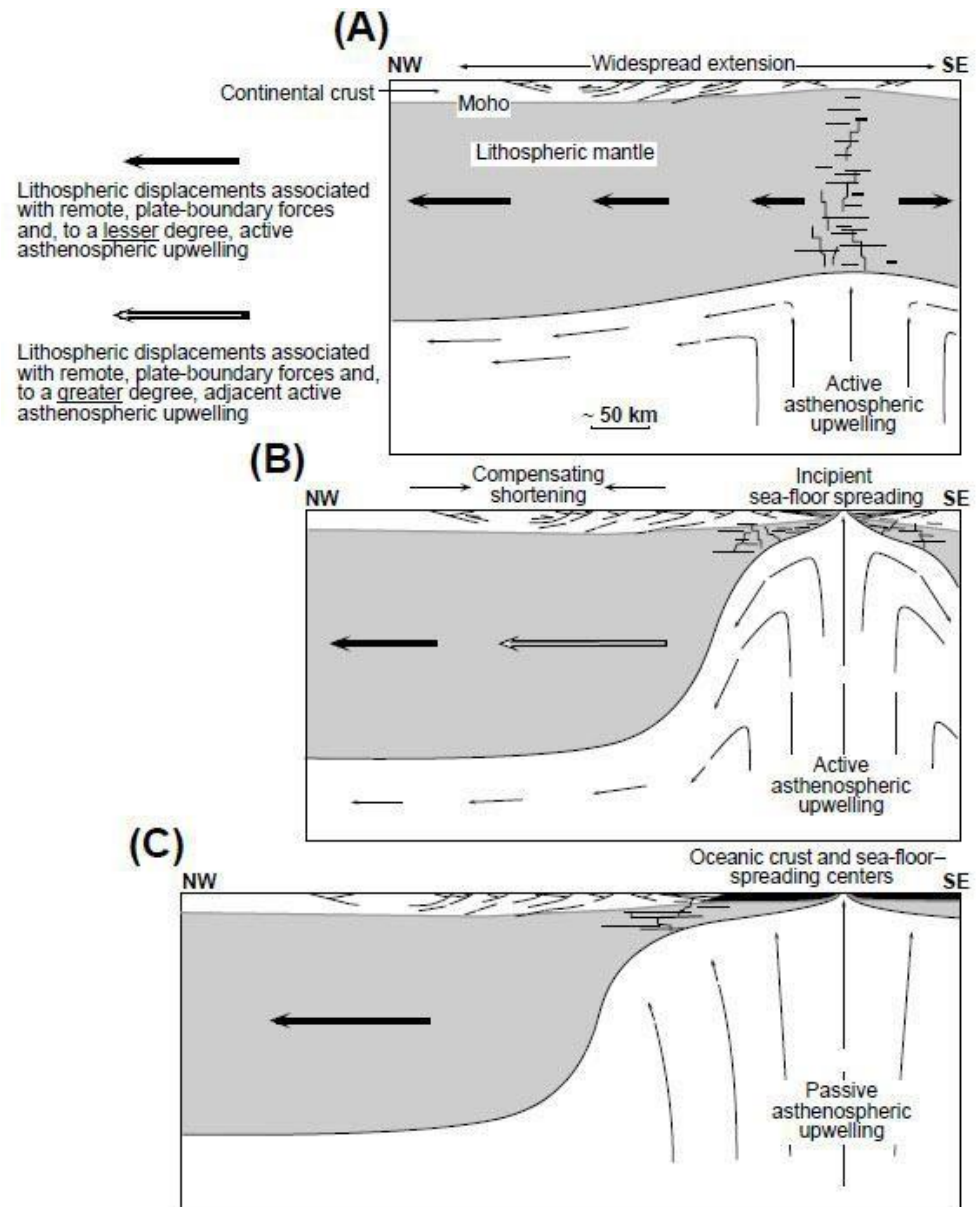 (A)
NW
Widespread extension
SE
Continental crust
Moho
Lithospheric mantle
Lithospheric displacements associated
with remote, plate-boundary forces
and, to a lesser degree, active
asthenospheric upwelling
Lithospheric displacements associated
with remote, plate-boundary forces and,
to a greater degree, adjacent active
asthenospheric upwelling
~ 50 km
Active
asthenospheric
upwelling
(B)
NW
Compensating
shortening
Incipient
sea-floor spreading
SE
Active
asthenospheric
upwelling
(C)
NW
Oceanic crust and sea-floor–
spreading centers
SE
Passive
asthenospheric
upwelling